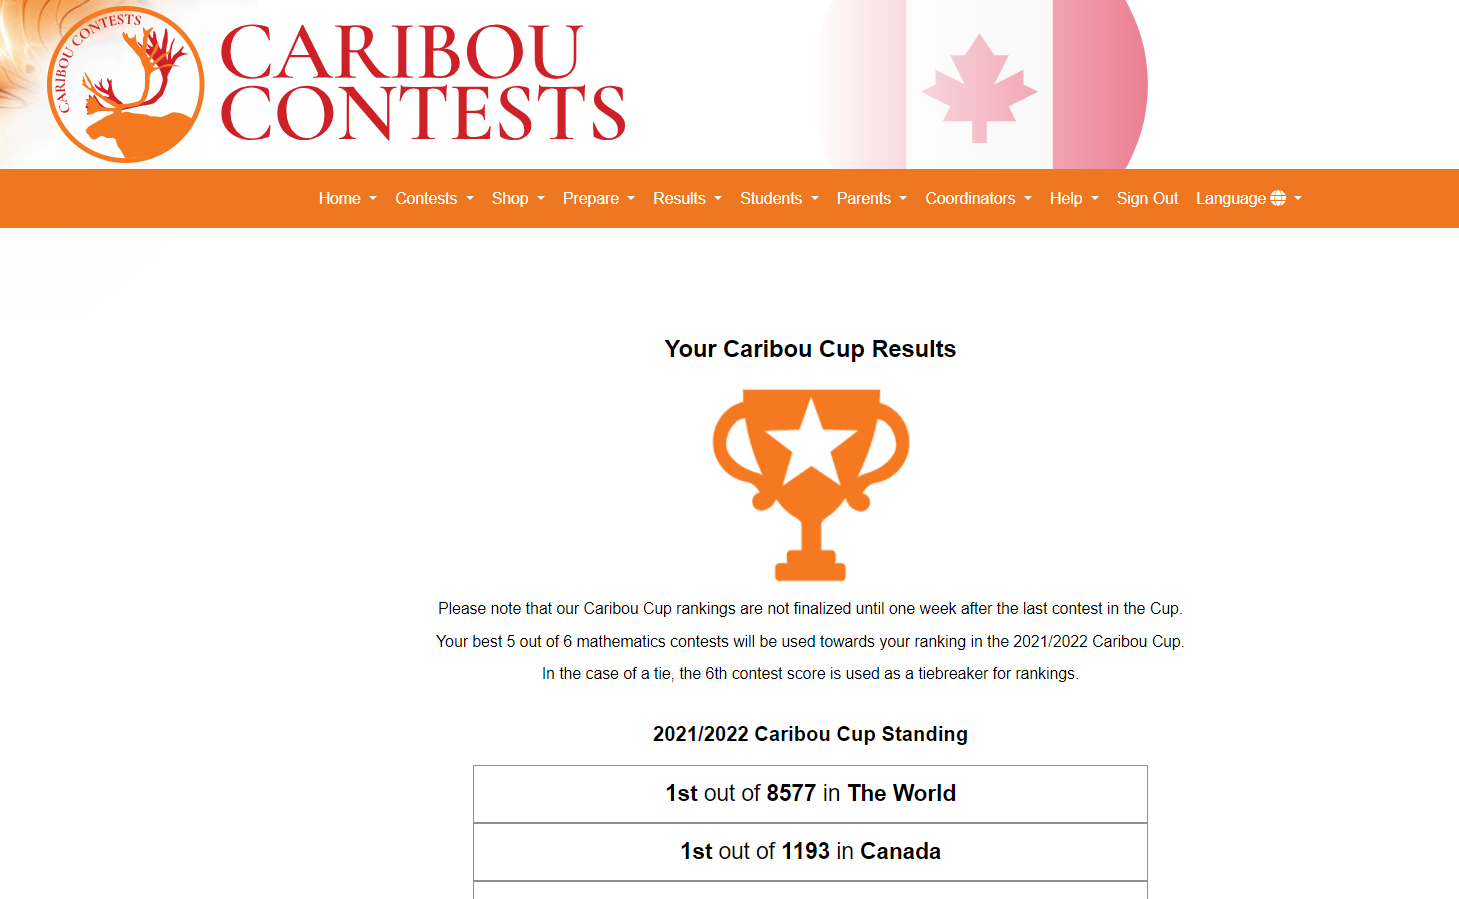 CARIBOU CONTESTS
CARIBOU
CONTESTS
Home Contests Shop Prepare Results Students Parents Coordinators Help Sign Out Language
Your Caribou Cup Results
Please note that our Caribou Cup rankings are not finalized until one week after the last contest in the Cup.
Your best 5 out of 6 mathematics contests will be used towards your ranking in the 2021/2022 Caribou Cup.
In the case of a tie, the 6th contest score is used as a tiebreaker for rankings.
2021/2022 Caribou Cup Standing
1st out of 8577 in The World
1st out of 1193 in Canada